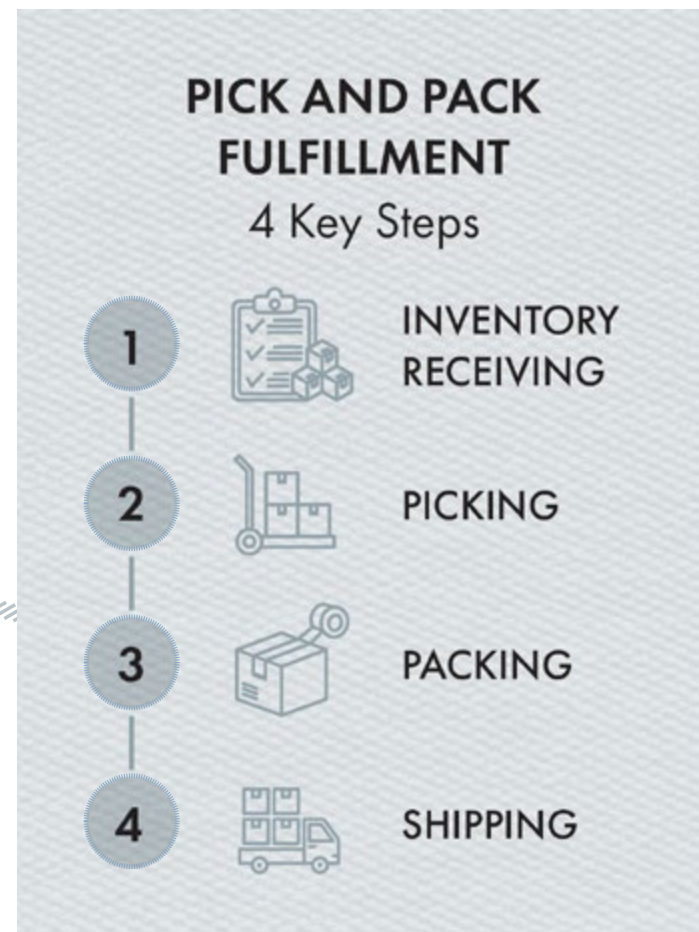 PICK AND PACK
FULFILLMENT
4 Key Steps
1
INVENTORY
RECEIVING
2
PICKING
3
PACKING
4
SHIPPING